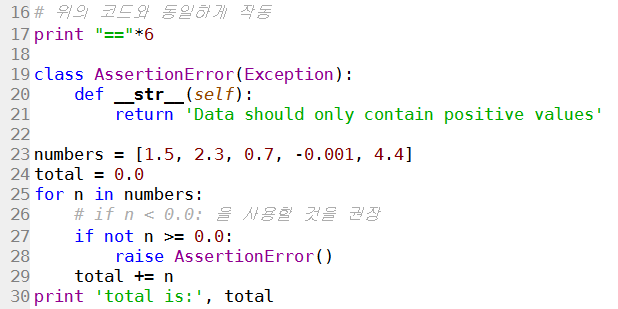 16 # 위의 코드와 동일하게 작동
17 print "=="*6
18
19 class AssertionError(Exception):
20     def __str__(self):
21         return 'Data should only contain positive values'
22
23 numbers = [1.5, 2.3, 0.7, -0.001, 4.4]
24 total = 0.0
25 for n in numbers:
26     # if n < 0.0: 을 사용할 것을 권장
27     if not n >= 0.0:
28         raise AssertionError()
29     total += n
30 print 'total is:', total